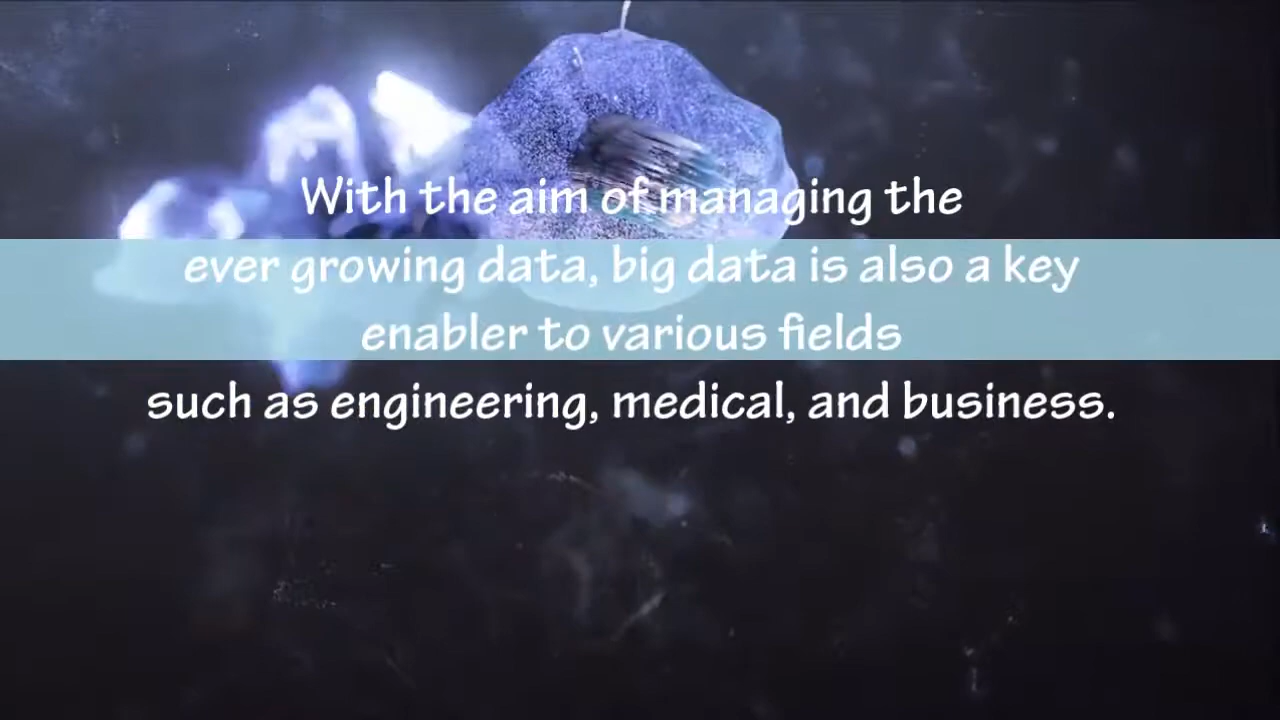 With the aim of managing the
ever growing data, big data is also a key
enabler to various fields
such as engineering, medical, and business.